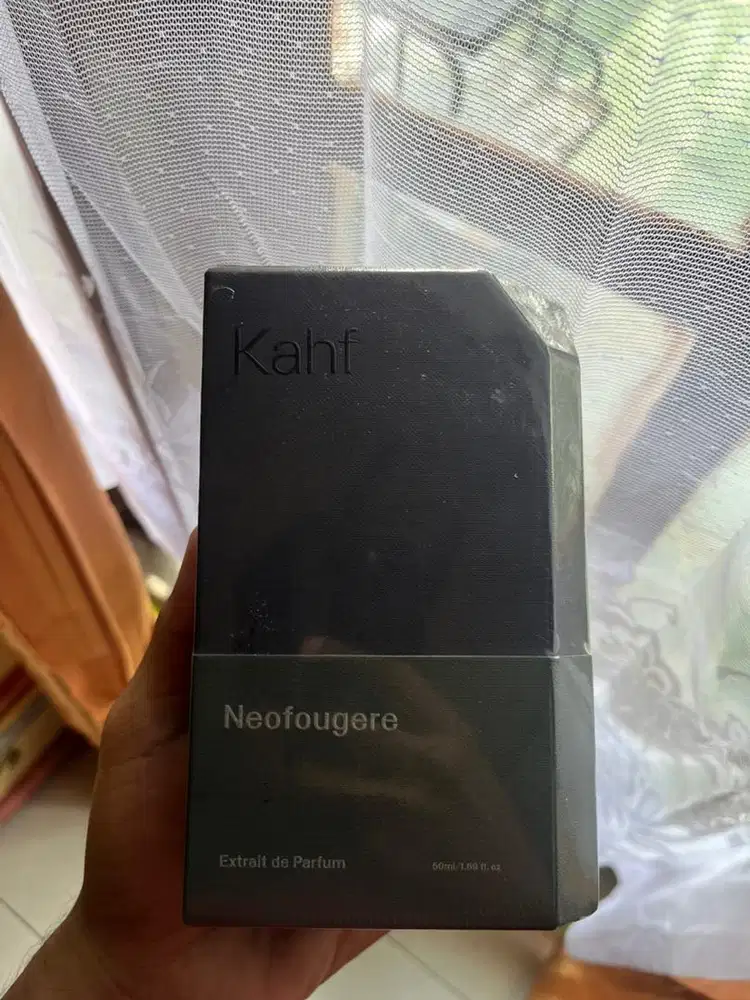 Kahf
Neofougere
Extrait de Parfum
50ml/1.69 fl. oz